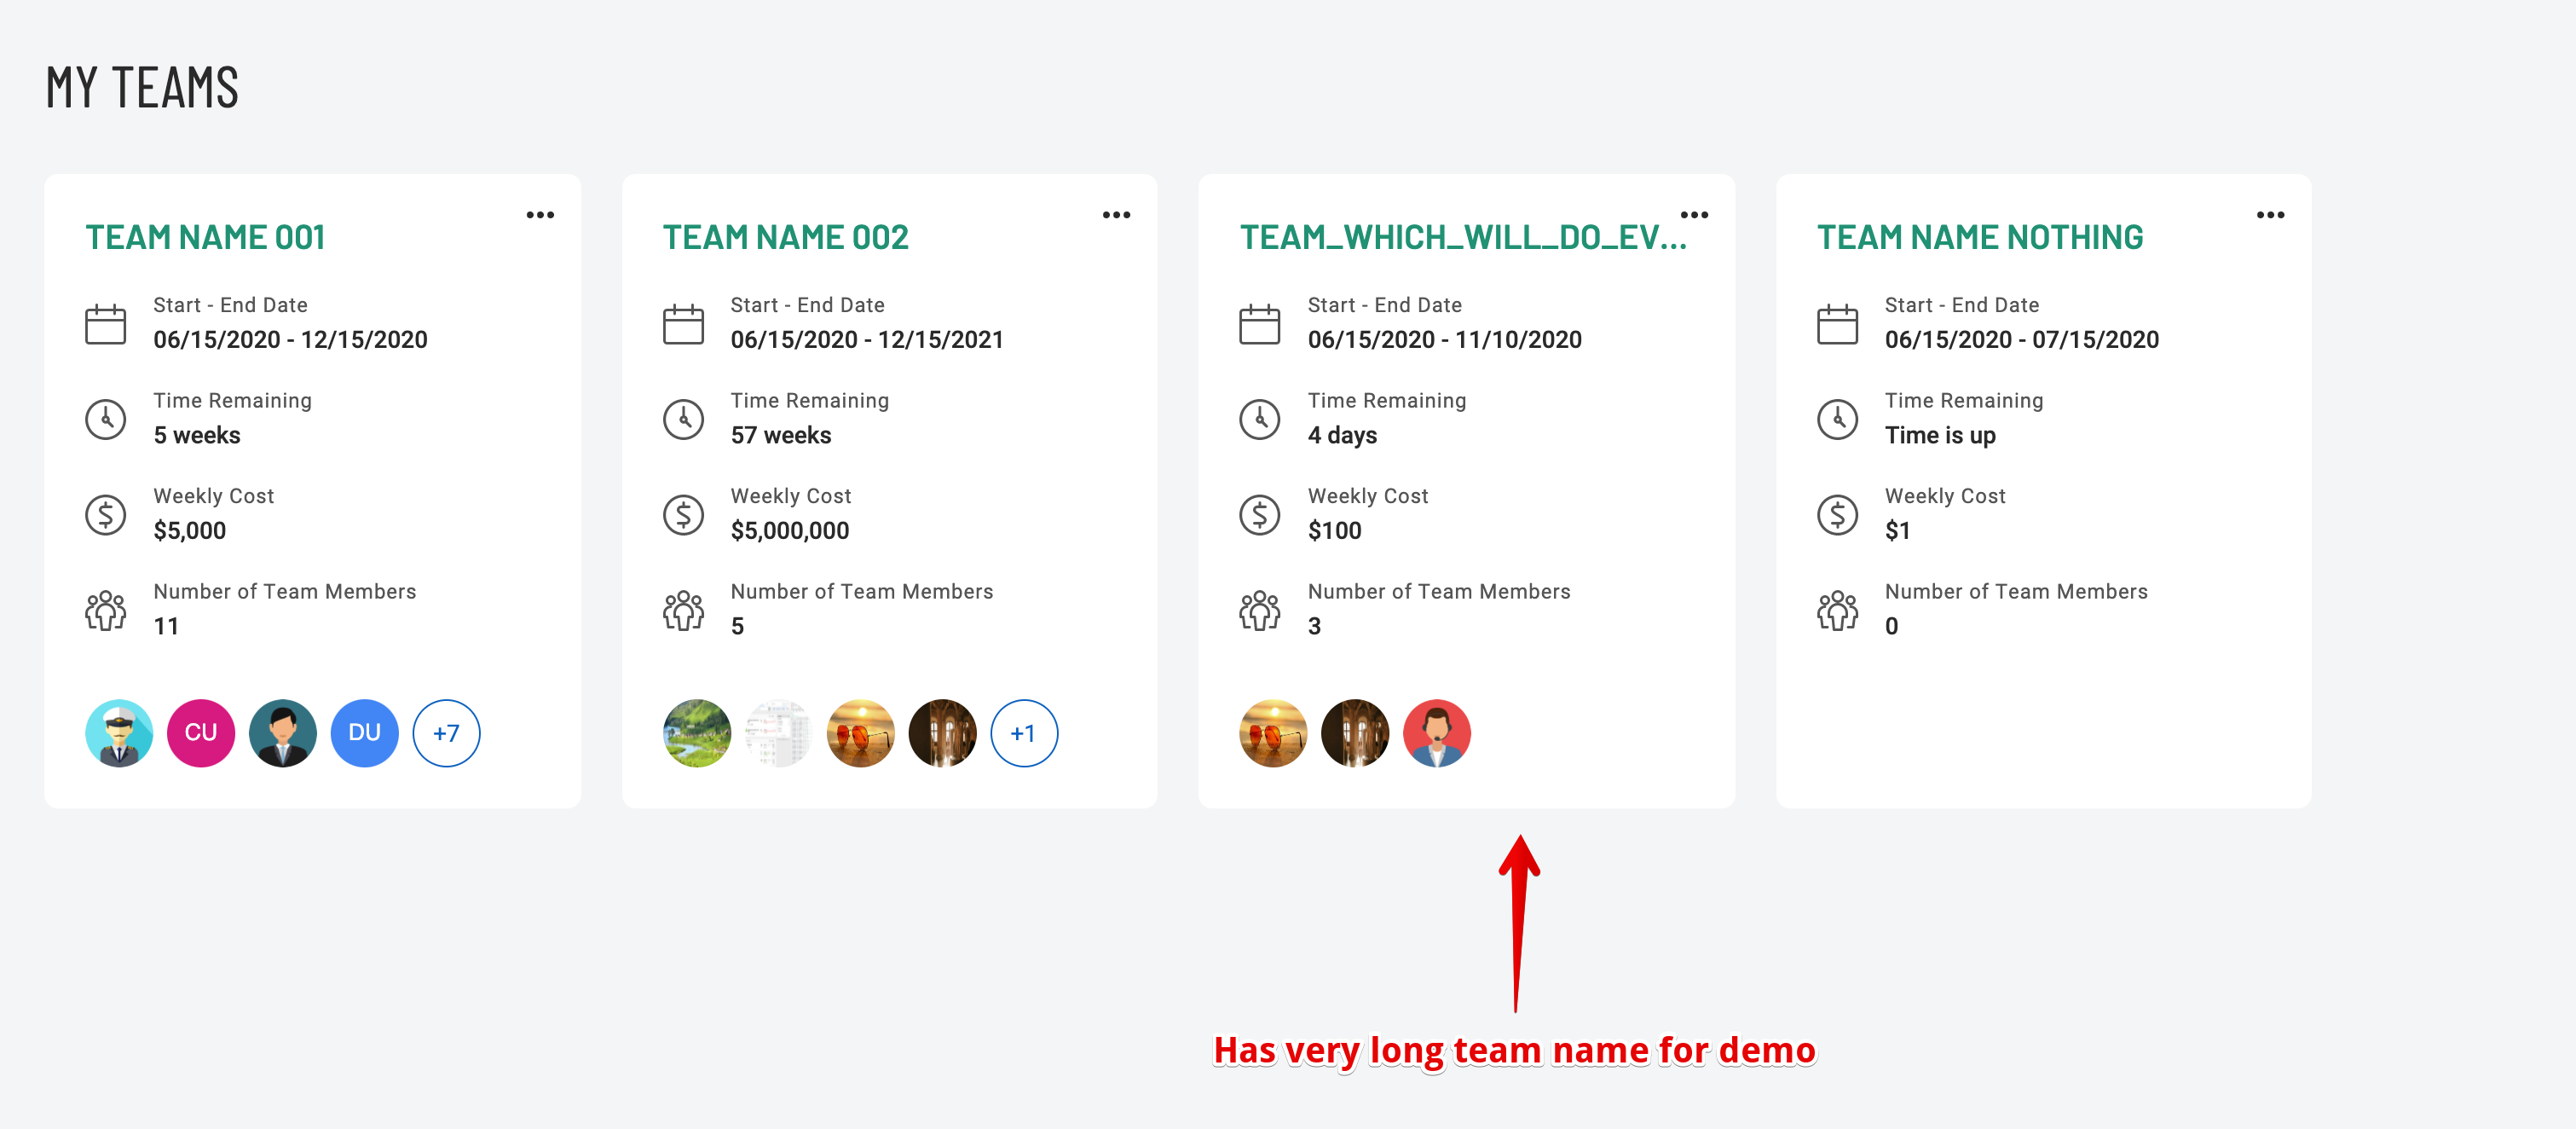 MY TEAMS
TEAM NAME 001
Start - End Date
06/15/2020 - 12/15/2020
Time Remaining
5 weeks
Weekly Cost
$5,000
Number of Team Members
11
CU
DU
+7
TEAM NAME 002
Start - End Date
06/15/2020 - 12/15/2021
Time Remaining
57 weeks
Weekly Cost
$5,000,000
Number of Team Members
5
+1
TEAM_WHICH_WILL_DO_EV...
Start - End Date
06/15/2020 - 11/10/2020
Time Remaining
4 days
Weekly Cost
$100
Number of Team Members
3
TEAM NAME NOTHING
Start - End Date
06/15/2020 - 07/15/2020
Time Remaining
Time is up
Weekly Cost
$1
Number of Team Members
0
Has very long team name for demo